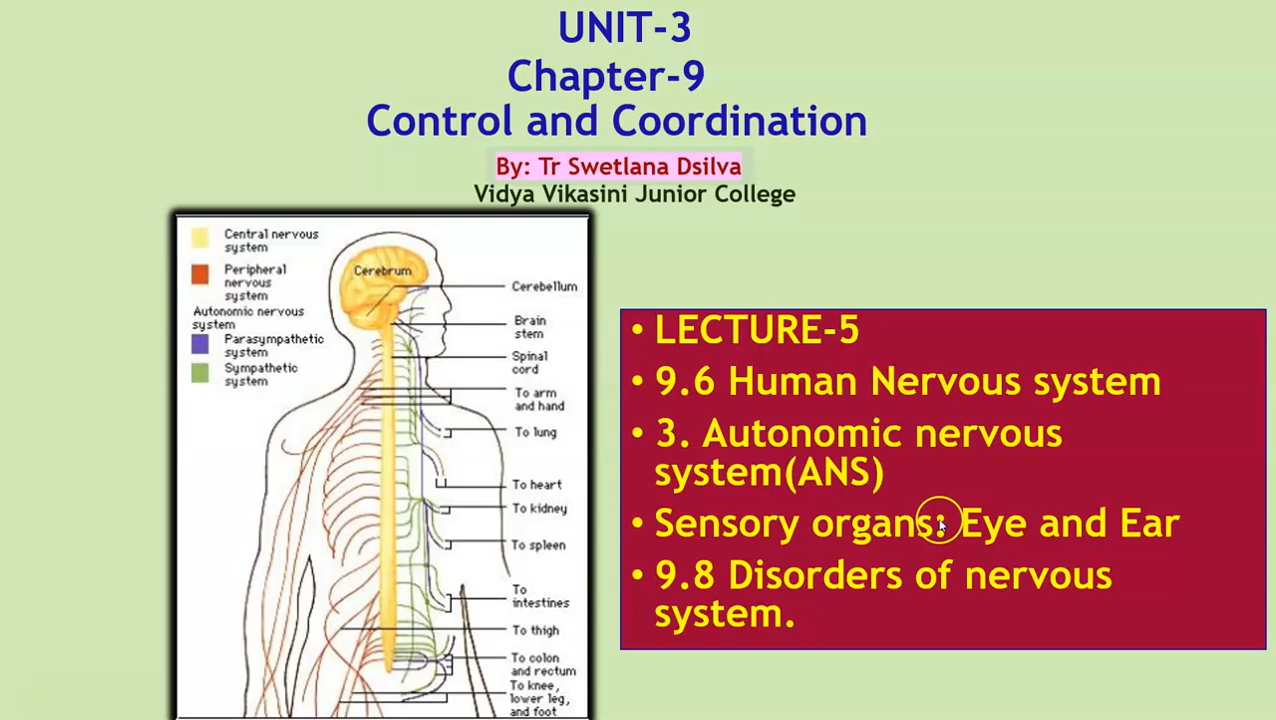 UNIT-3
Chapter-9
Control and Coordination
By: Tr Swetlana Dsilva
Vidya Vikasini Junior College
Central nervous
system
Peripheral
nervous
system
Autonomic nervous
system
Parasympathetic
system
Sympathetic
system
Cerebrum
Cerebellum
Brain
stem
Spinal
cord
To arm
and hand
To lung
To heart
To kidney
To spleen
To
intestines
To thigh
To colon
and rectum
To knee,
lower leg,
and foot
• LECTURE-5
• 9.6 Human Nervous system
• 3. Autonomic nervous
system(ANS)
• Sensory organs: Eye and Ear
• 9.8 Disorders of nervous
system.